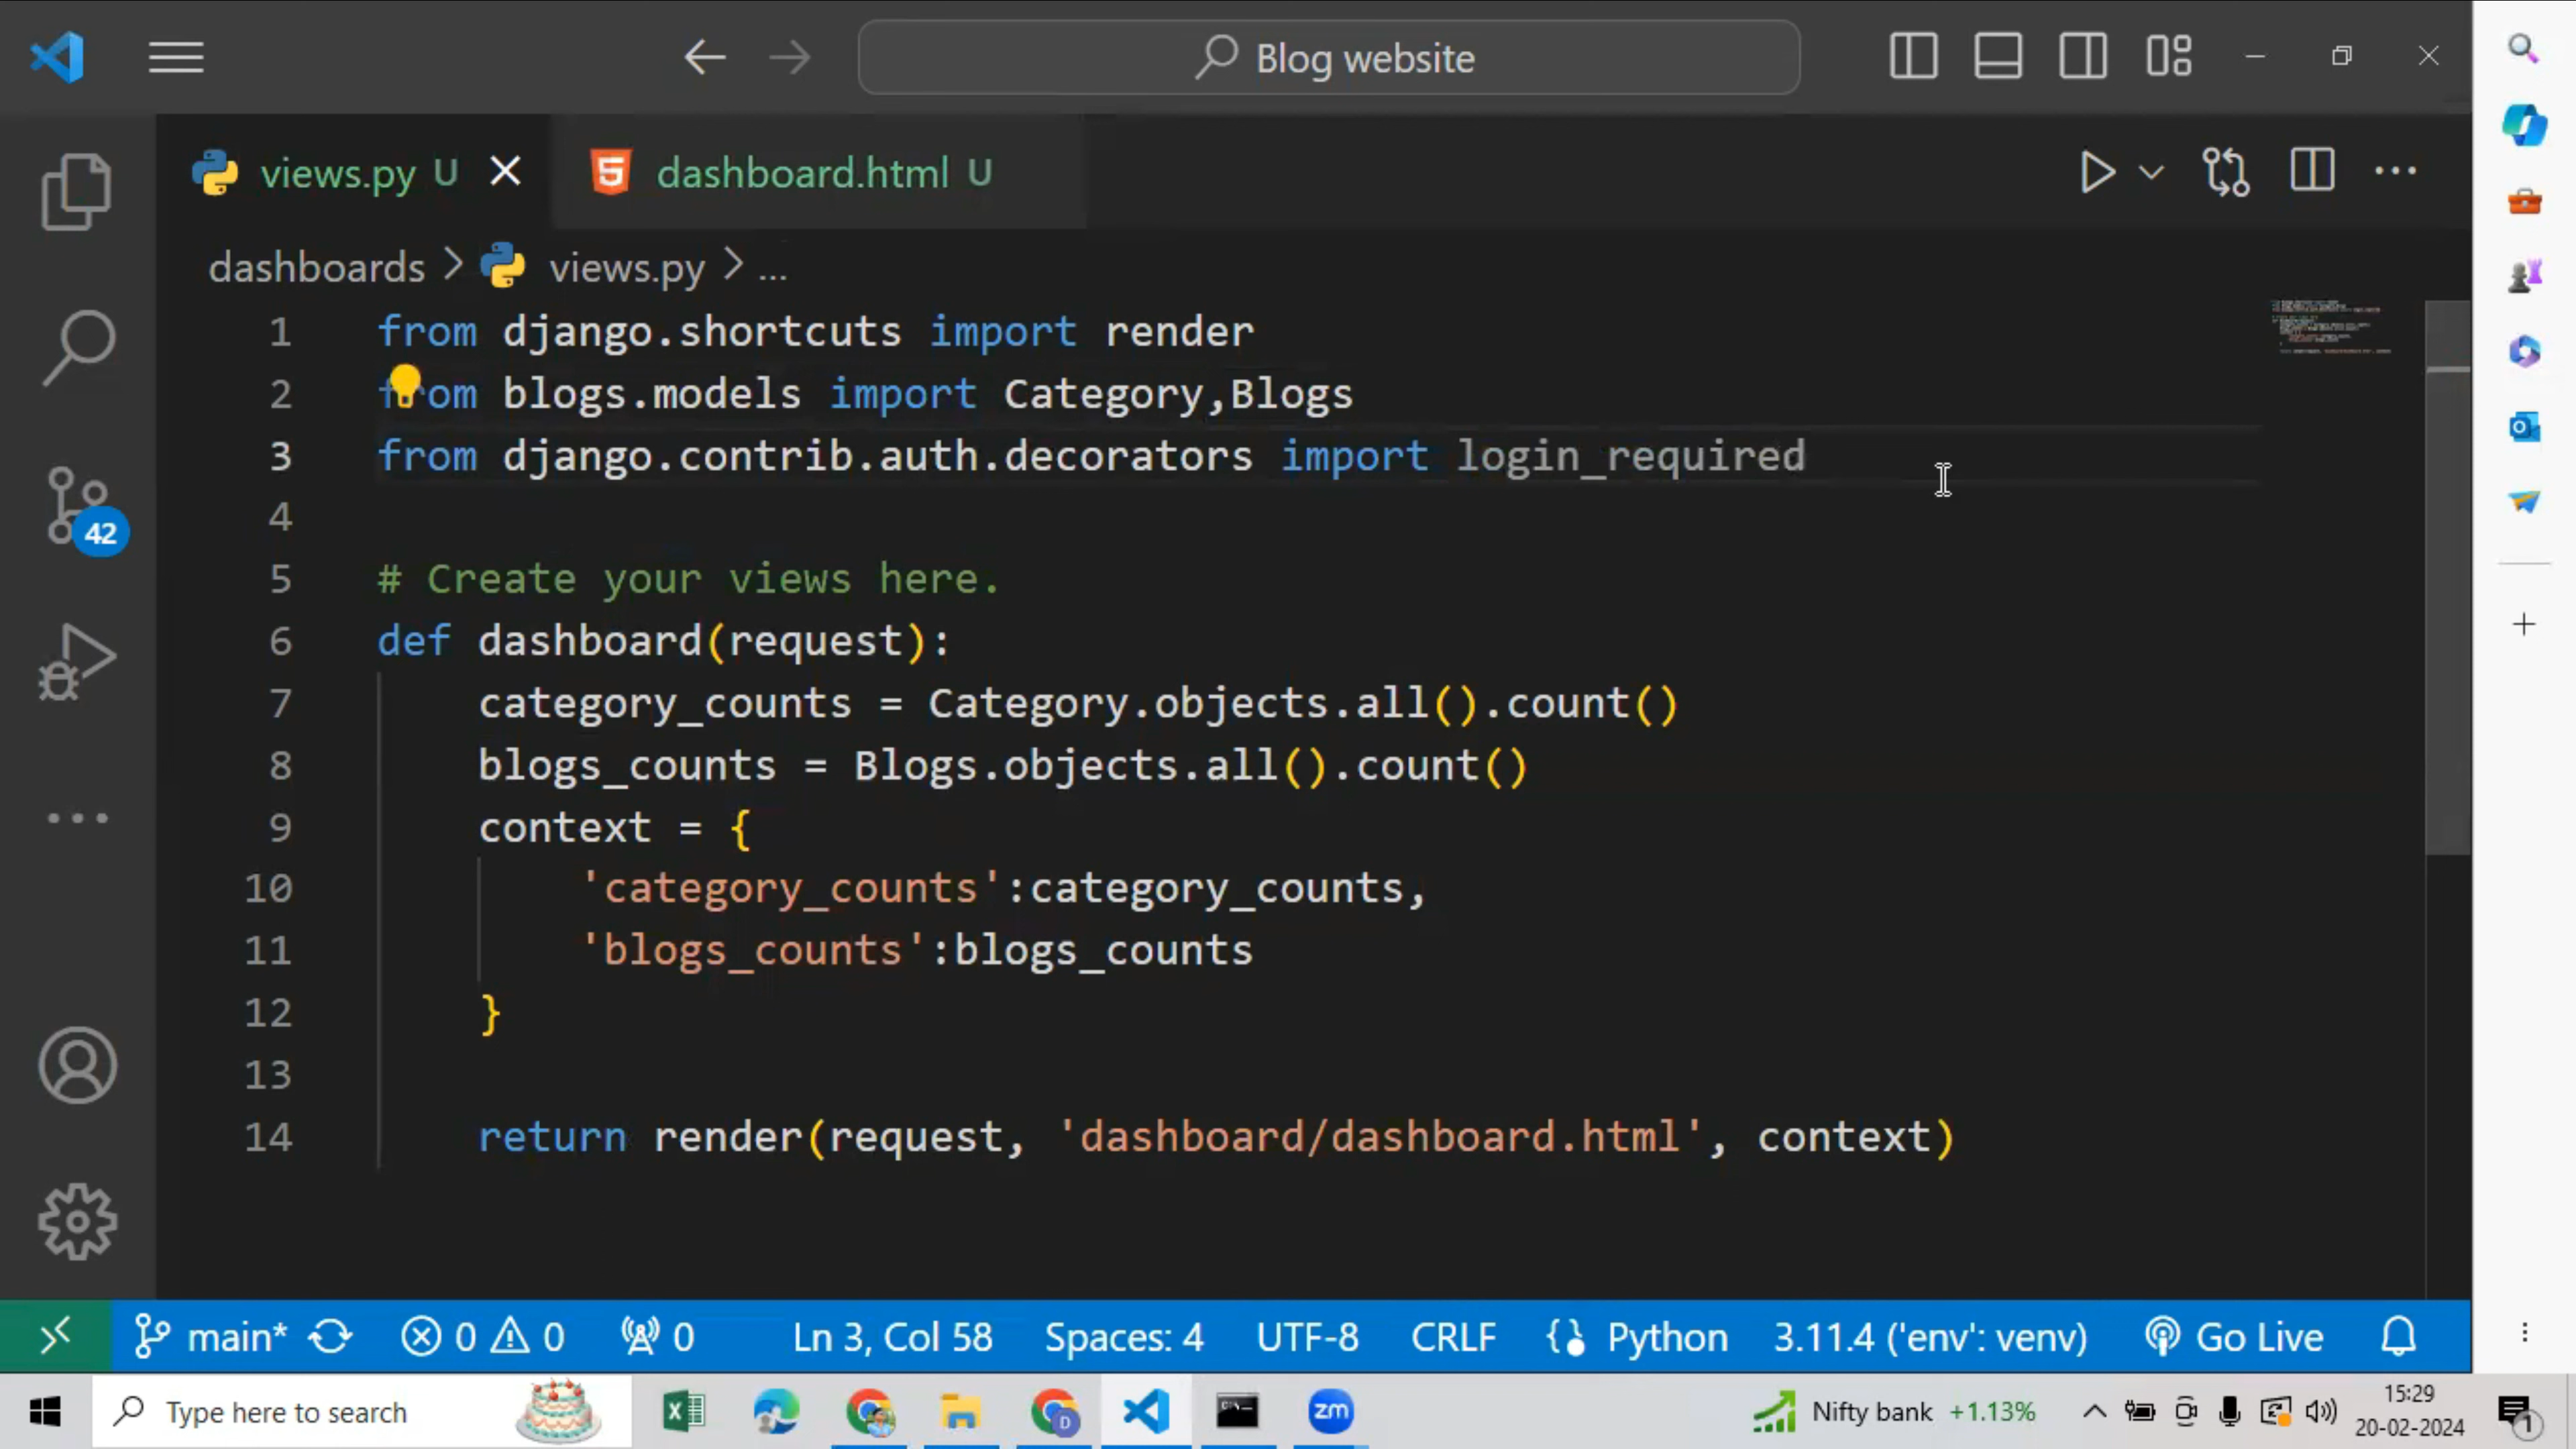 Blog website
views.py U dashboard.html U
dashboards > views.py > ...
1 from django.shortcuts import render
2 from blogs.models import Category,Blogs
3 from django.contrib.auth.decorators import login_required
4
5 # Create your views here.
6 def dashboard(request):
7 category_counts = Category.objects.all().count()
8 blogs_counts = Blogs.objects.all().count()
9 context = {
10 'category_counts':category_counts,
11 'blogs_counts':blogs_counts
12 }
13
14 return render(request, 'dashboard/dashboard.html', context)
42
main* 0 0 0 Ln 3, Col 58 Spaces: 4 UTF-8 CRLF Python 3.11.4 ('env': venv) Go Live
Type here to search zm D Nifty bank +1.13% 15:29
20-02-2024 1